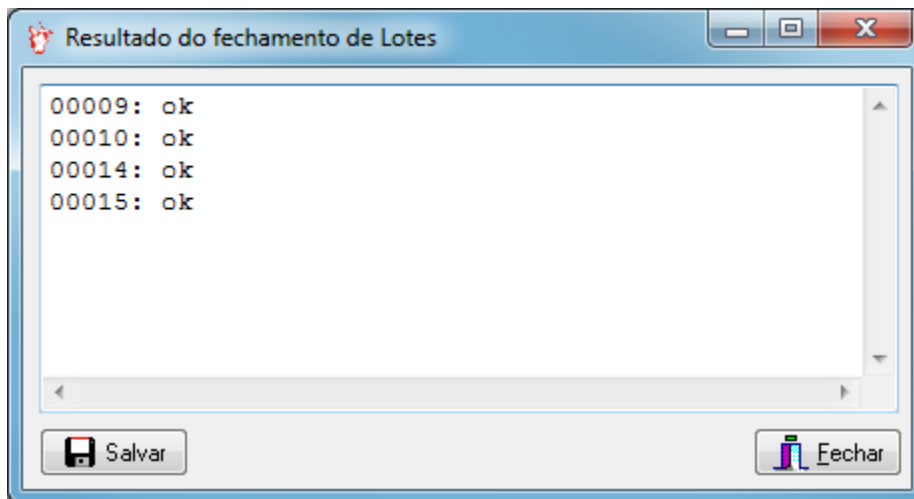 Resultado do fechamento de Lotes
00009: ok
00010: ok
00014: ok
00015: ok
Salvar
Fechar